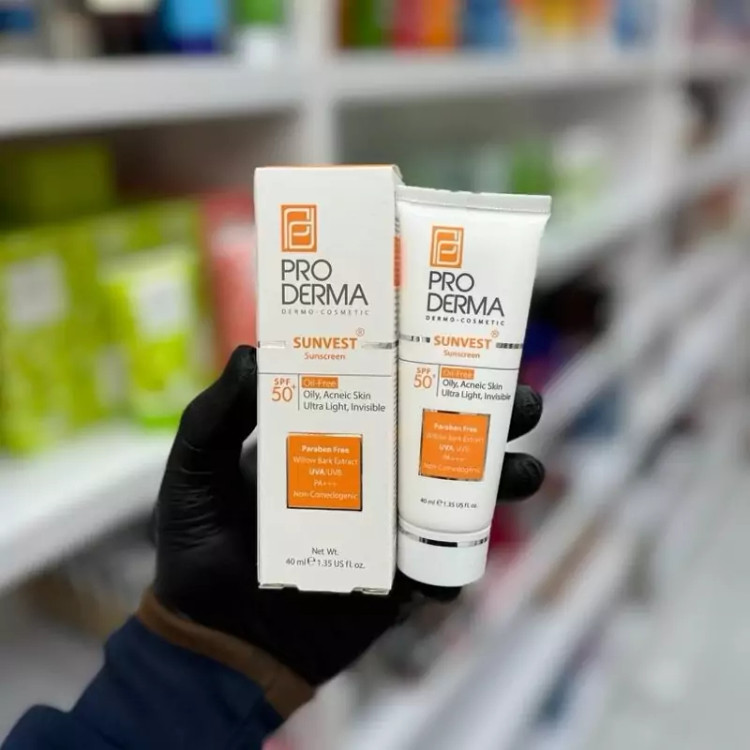 PRO
DERMA
DERMO-COSMETIC
SUNVEST®
Sunscreen
SPF
50+
Oil-Free
Oily, Acneic Skin
Ultra Light, Invisible
Paraben Free
Willow Bark Extract
UVA/UVB
PA+++
Non-Comedogenic
Net Wt.
40 ml℮1.35 US fl. oz.
PRO
DERMA
DERMO-COSMETIC
SUNVEST®
Sunscreen
SPF
50+
Oil-Free
Oily, Acneic Skin
Ultra Light, Invisible
Paraben Free
Willow Bark Extract
UVA/UVB
PA+++
Non-Comedogenic
40 ml℮1.35 US fl oz.